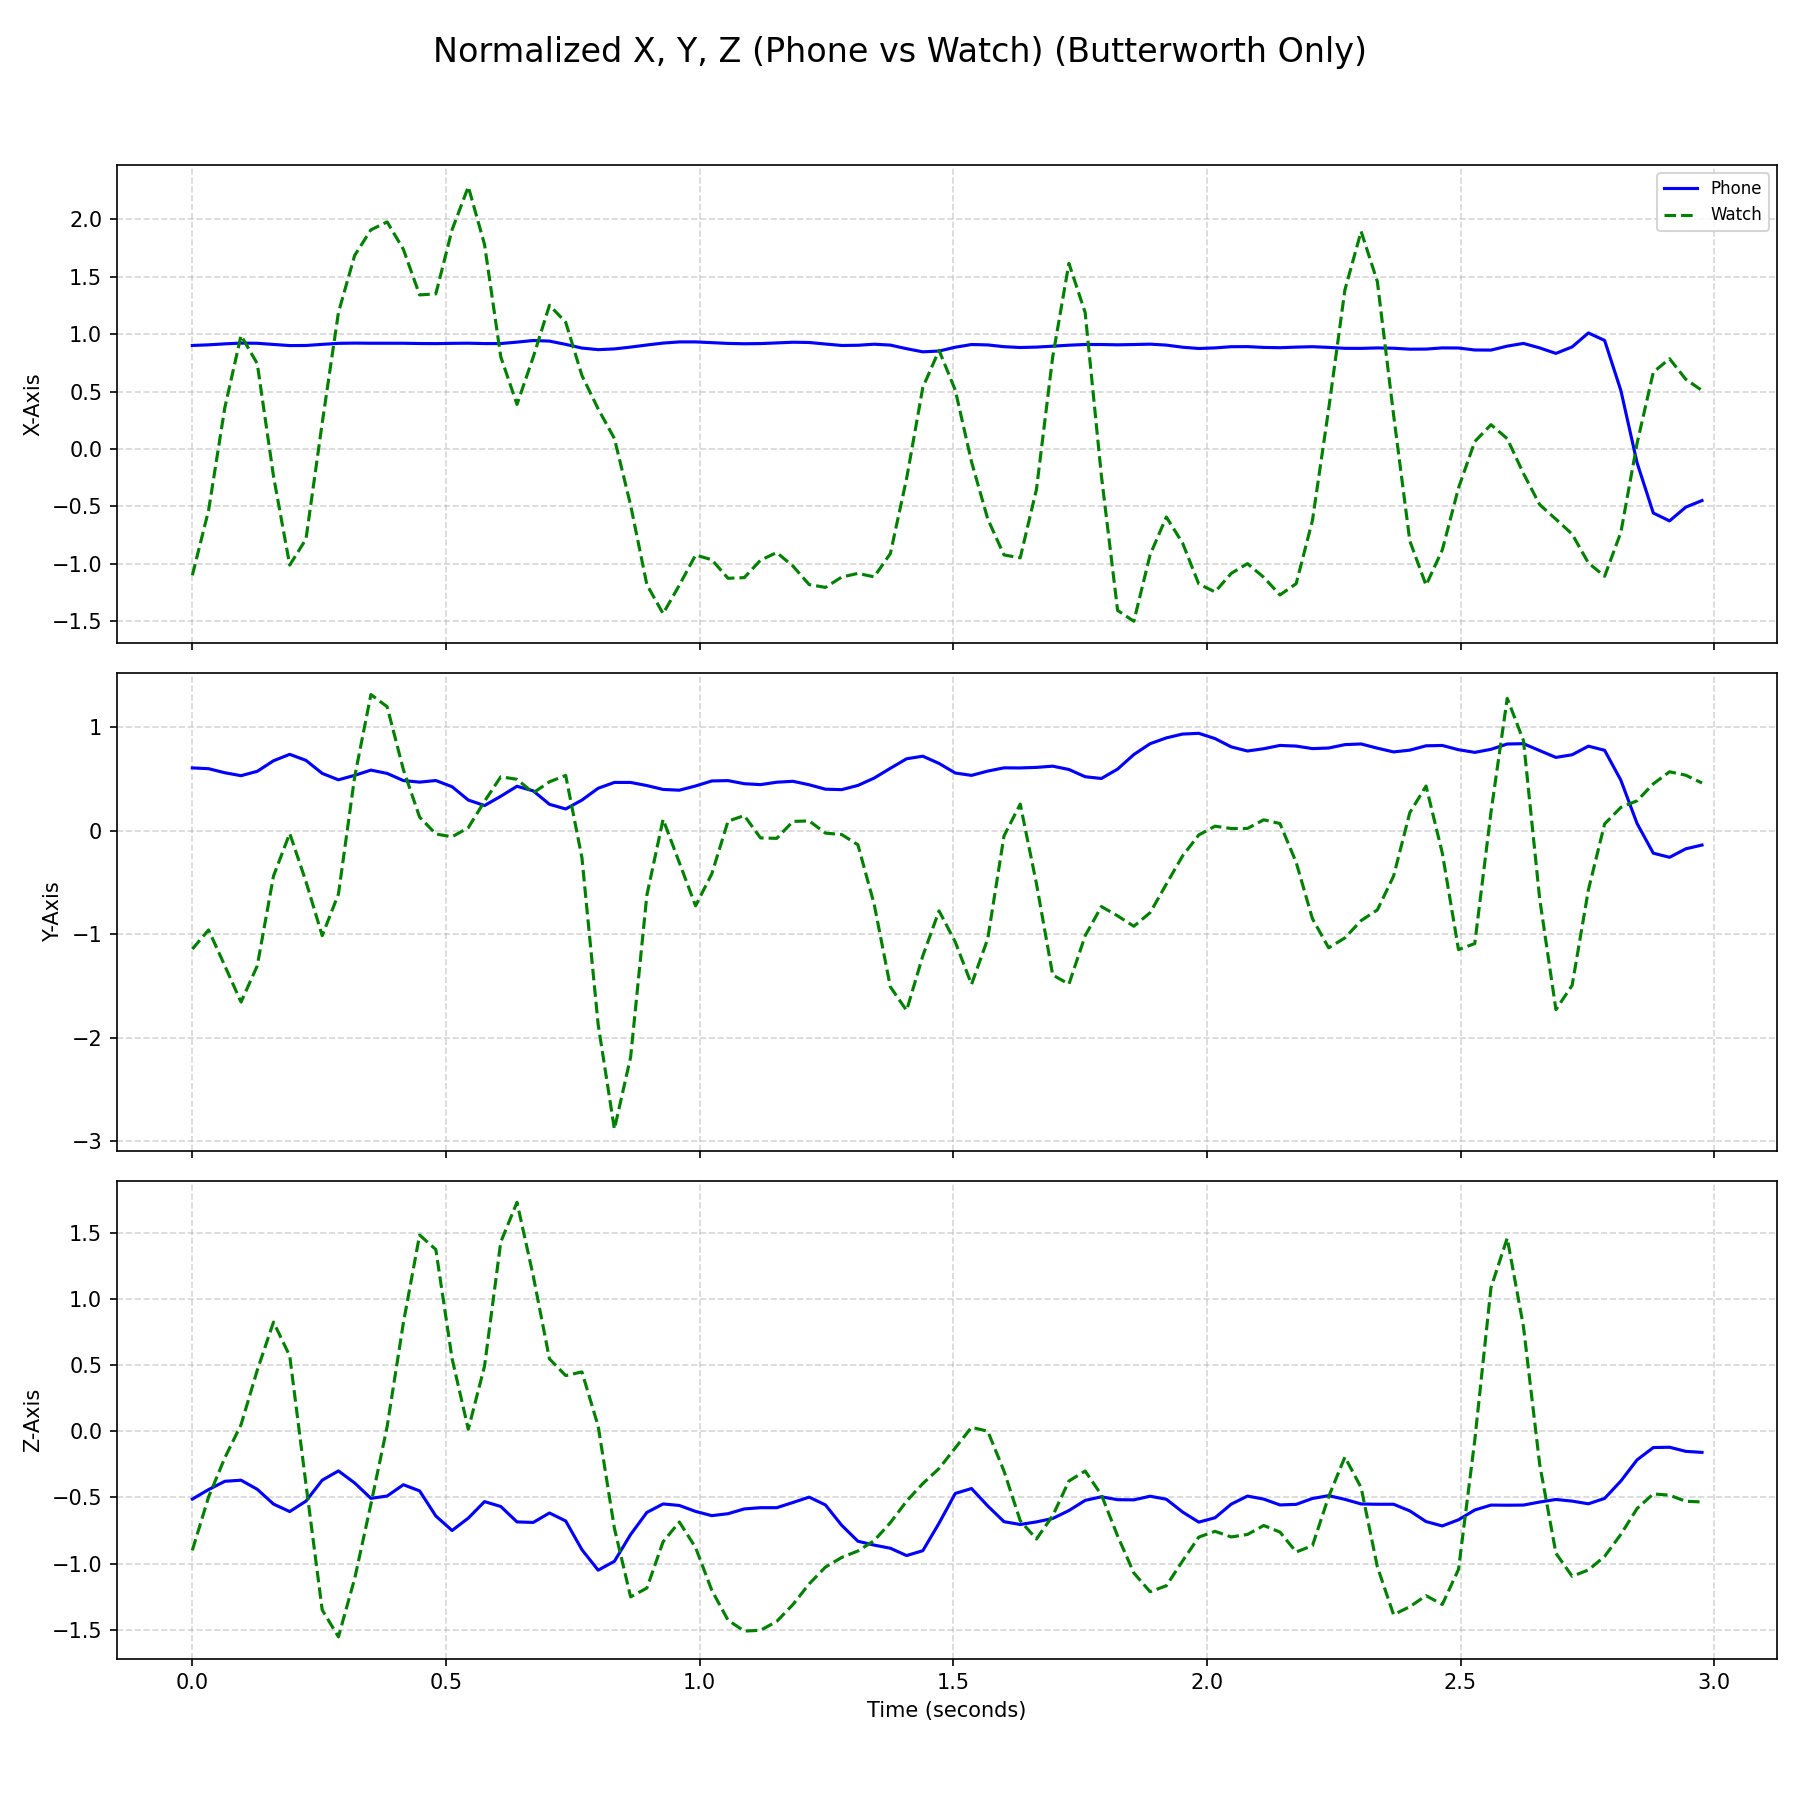 Normalized X, Y, Z (Phone vs Watch) (Butterworth Only)
Phone
Watch
X-Axis
2.0
1.5
1.0
0.5
0.0
−0.5
−1.0
−1.5
Y-Axis
1
0
−1
−2
−3
Z-Axis
1.5
1.0
0.5
0.0
−0.5
−1.0
−1.5
0.0 0.5 1.0 1.5 2.0 2.5 3.0
Time (seconds)